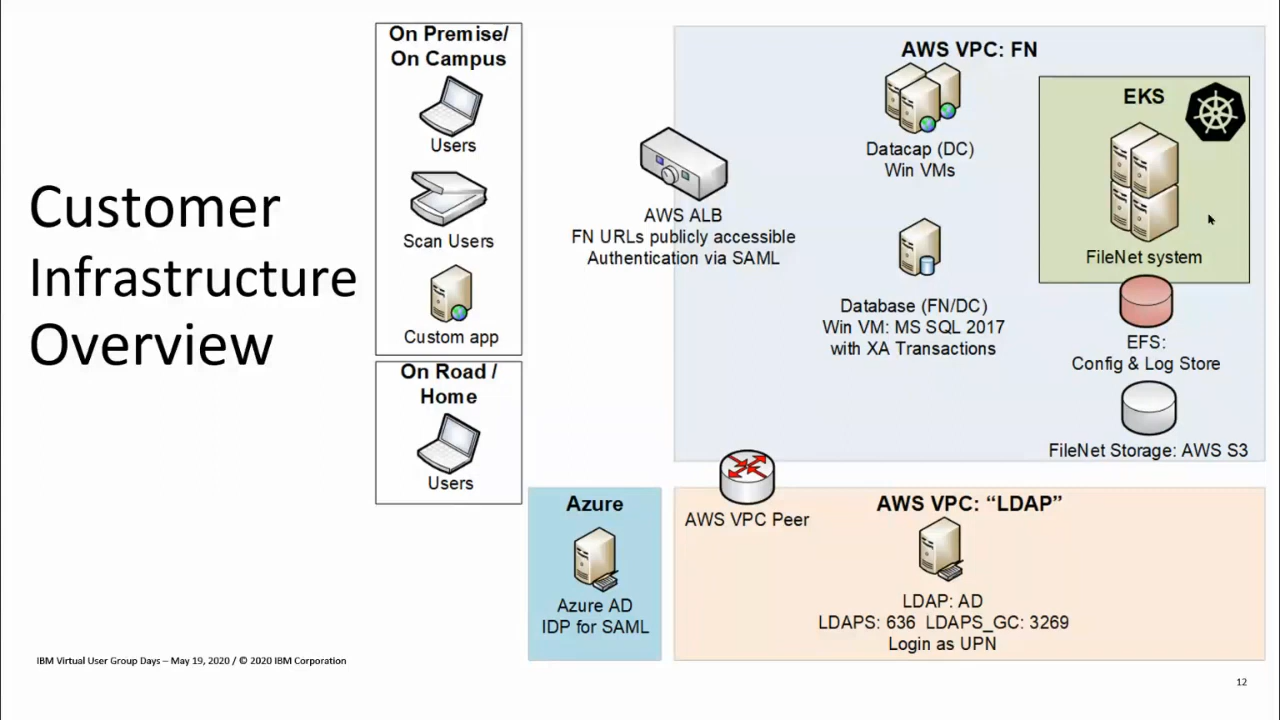 Customer
Infrastructure
Overview
On Premise/
On Campus
Users
Scan Users
Custom app
On Road /
Home
Users
AWS ALB
FN URLs publicly accessible
Authentication via SAML
AWS VPC: FN
Datacap (DC)
Win VMs
Database (FN/DC)
Win VM: MS SQL 2017
with XA Transactions
EKS
FileNet system
EFS:
Config & Log Store
FileNet Storage: AWS S3
AWS VPC Peer
Azure
Azure AD
IDP for SAML
AWS VPC: “LDAP”
LDAP: AD
LDAPS: 636 LDAPS_GC: 3269
Login as UPN
IBM Virtual User Group Days – May 19, 2020 / © 2020 IBM Corporation
12